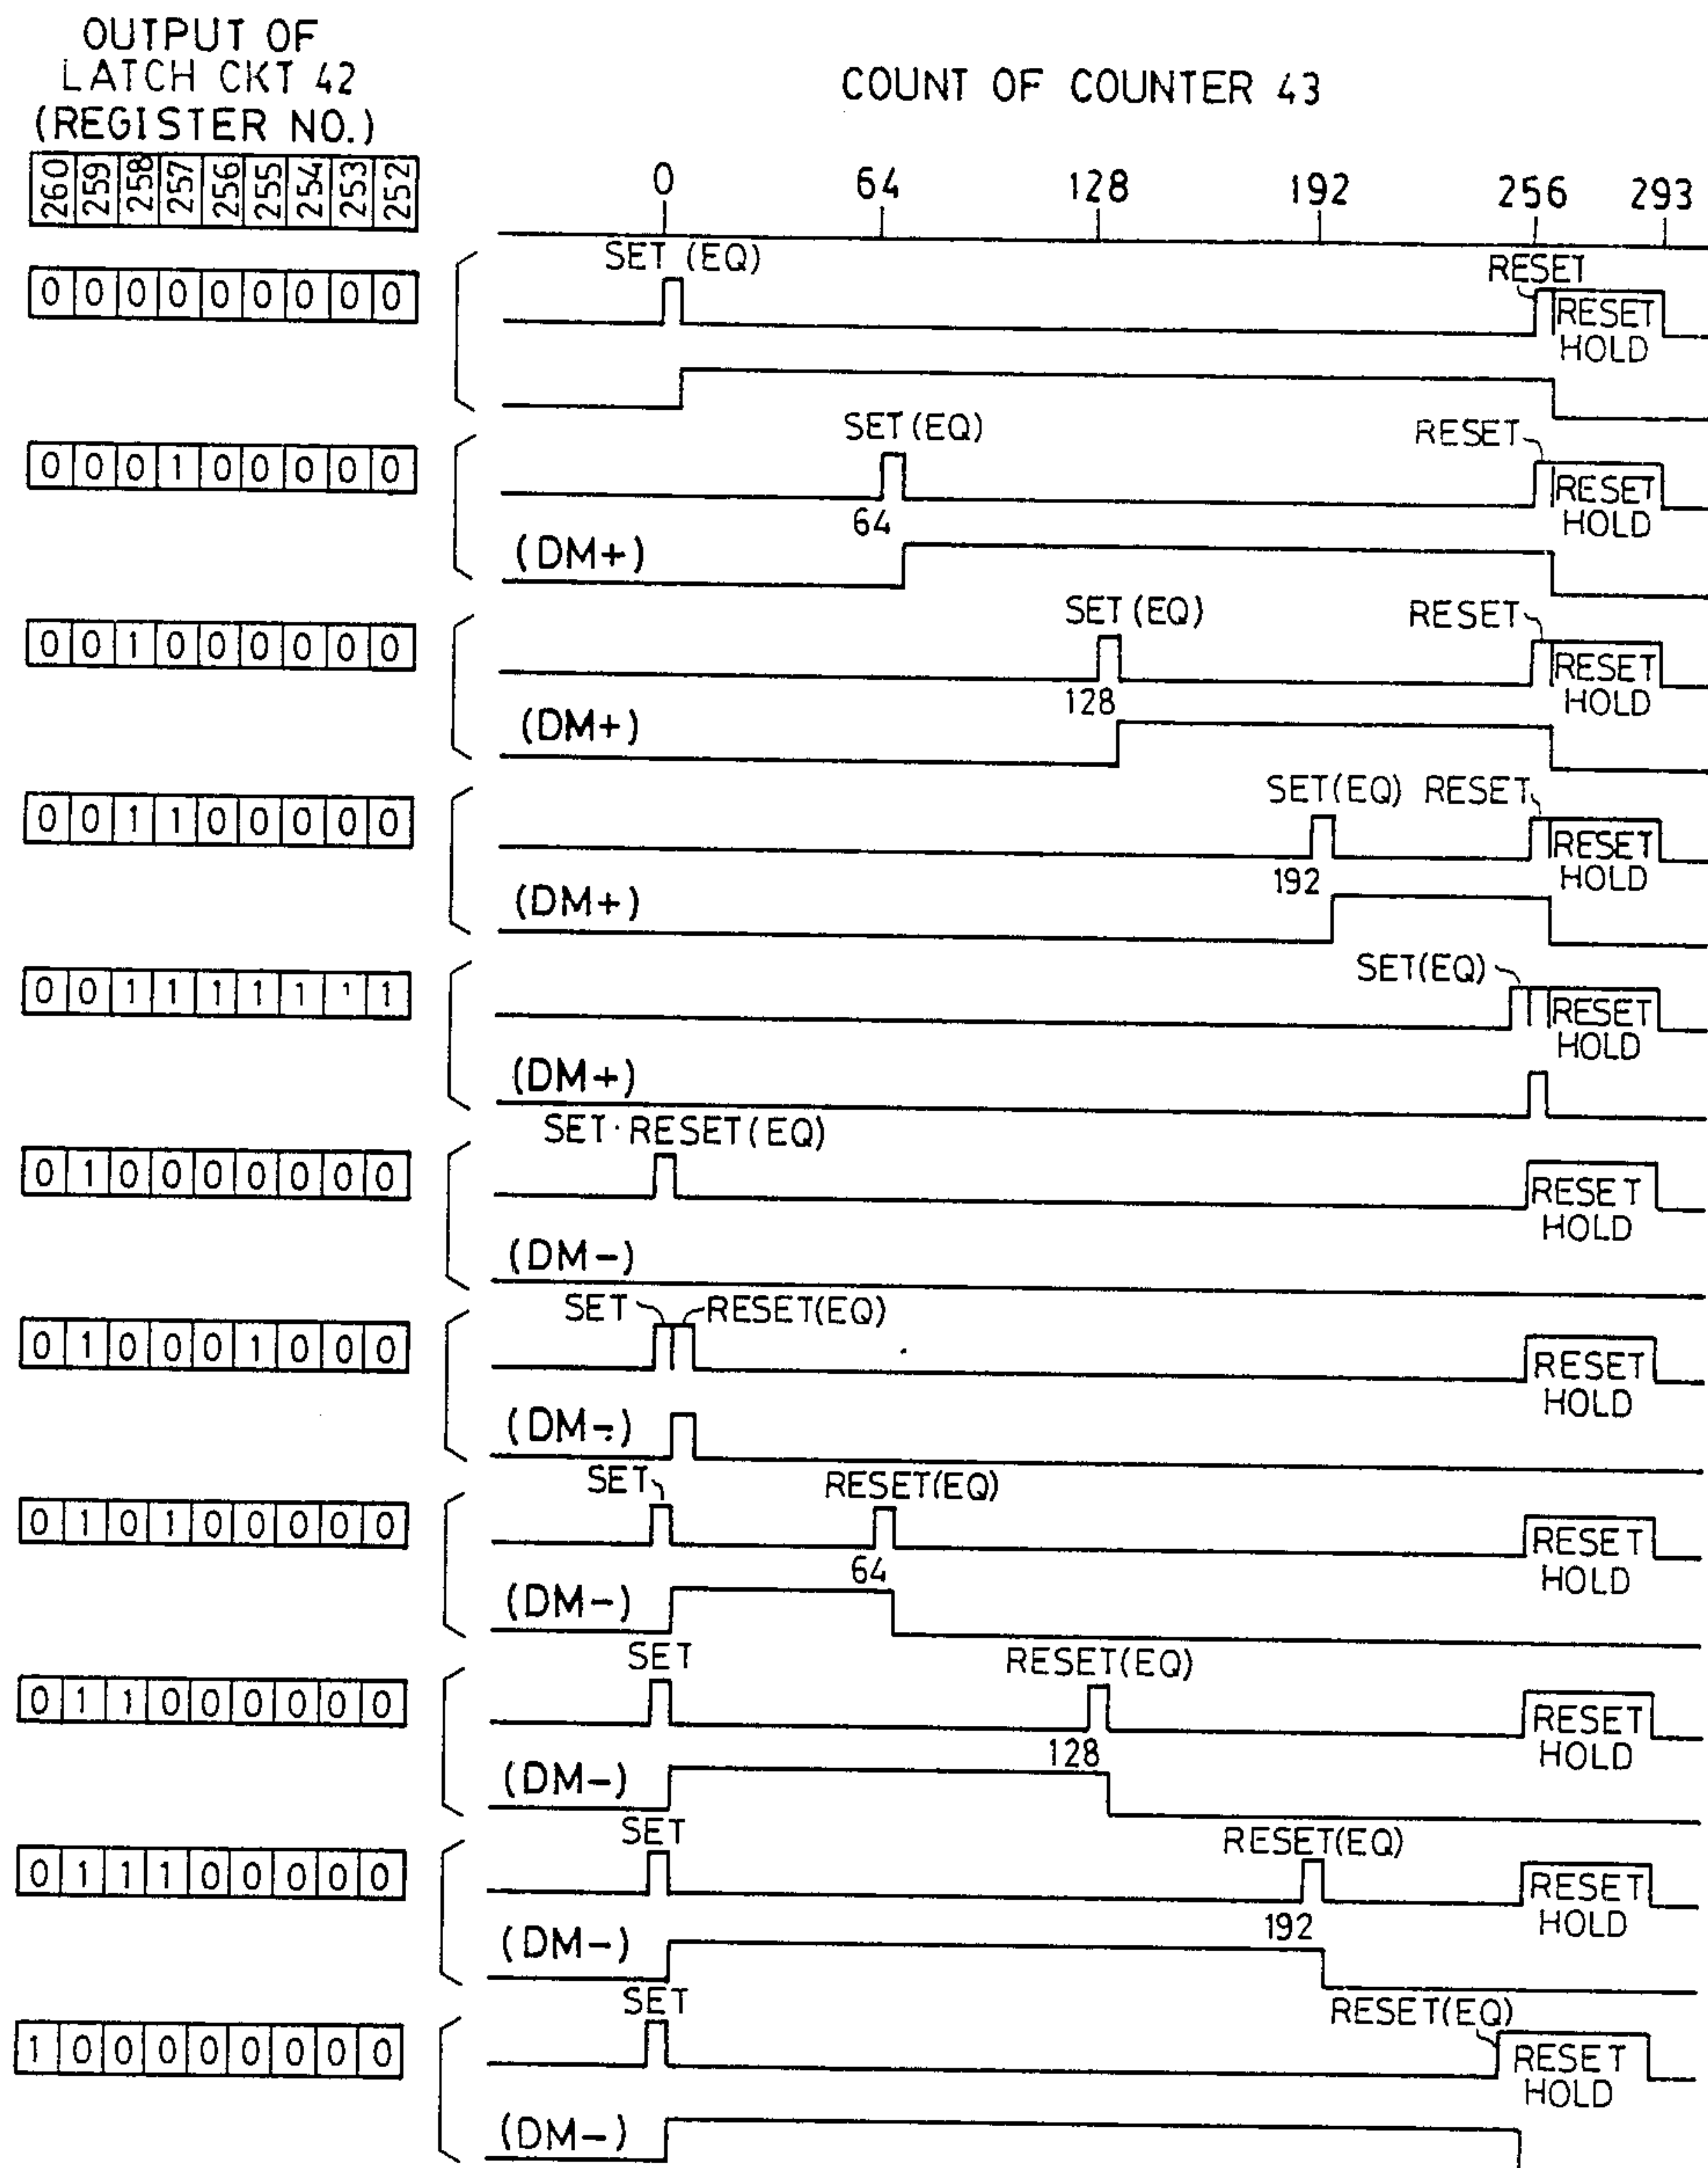 OUTPUT OF
LATCH CKT 42
(REGISTER NO.)
COUNT OF COUNTER 43
260 259 258 257 256 255 254 253 252
0 64 128 192 256 293
SET (EQ) RESET
0 0 0 0 0 0 0 0 0
RESET
HOLD
SET (EQ) RESET
0 0 0 1 0 0 0 0 0
RESET
HOLD
64
(DM+)
SET (EQ) RESET
0 0 1 0 0 0 0 0 0
RESET
HOLD
128
(DM+)
SET(EQ) RESET
0 0 1 1 0 0 0 0 0
RESET
HOLD
192
(DM+)
SET(EQ)
0 0 1 1 1 1 1 1 1
RESET
HOLD
(DM+)
SET·RESET(EQ)
0 1 0 0 0 0 0 0 0
RESET
HOLD
(DM-)
SET RESET(EQ)
0 1 0 0 0 1 0 0 0
RESET
HOLD
(DM-)
SET RESET(EQ)
0 1 0 1 0 0 0 0 0
RESET
HOLD
64
(DM-)
SET RESET(EQ)
0 1 1 0 0 0 0 0 0
RESET
HOLD
128
(DM-)
SET RESET(EQ)
0 1 1 1 0 0 0 0 0
RESET
HOLD
192
(DM-)
SET RESET(EQ)
1 0 0 0 0 0 0 0 0
RESET
HOLD
(DM-)